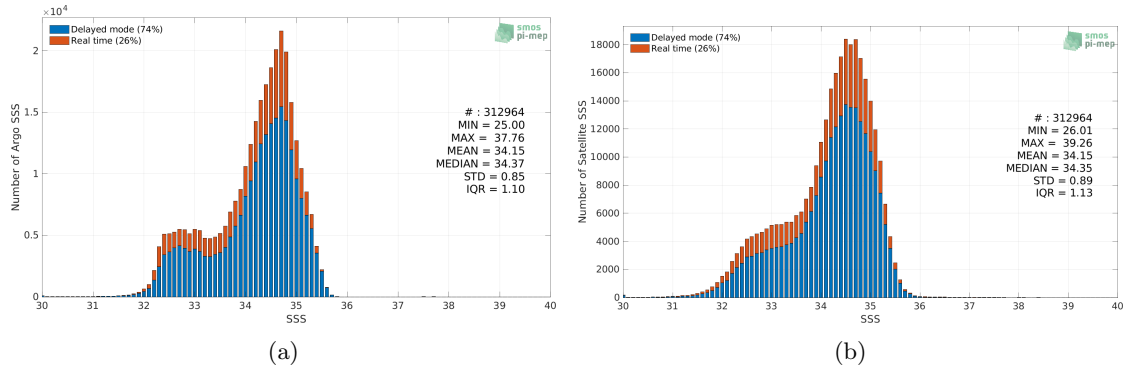 ×10⁴
Delayed mode (74%)
Real time (26%)
smos
pi-mep
Number of Argo SSS
2
1.5
1
0.5
0
# : 312964
MIN = 25.00
MAX = 37.76
MEAN = 34.15
MEDIAN = 34.37
STD = 0.85
IQR = 1.10
30 31 32 33 34 35 36 37 38 39 40
SSS
(a)
Delayed mode (74%)
Real time (26%)
smos
pi-mep
Number of Satellite SSS
18000
16000
14000
12000
10000
8000
6000
4000
2000
0
# : 312964
MIN = 26.01
MAX = 39.26
MEAN = 34.15
MEDIAN = 34.35
STD = 0.89
IQR = 1.13
30 31 32 33 34 35 36 37 38 39 40
SSS
(b)